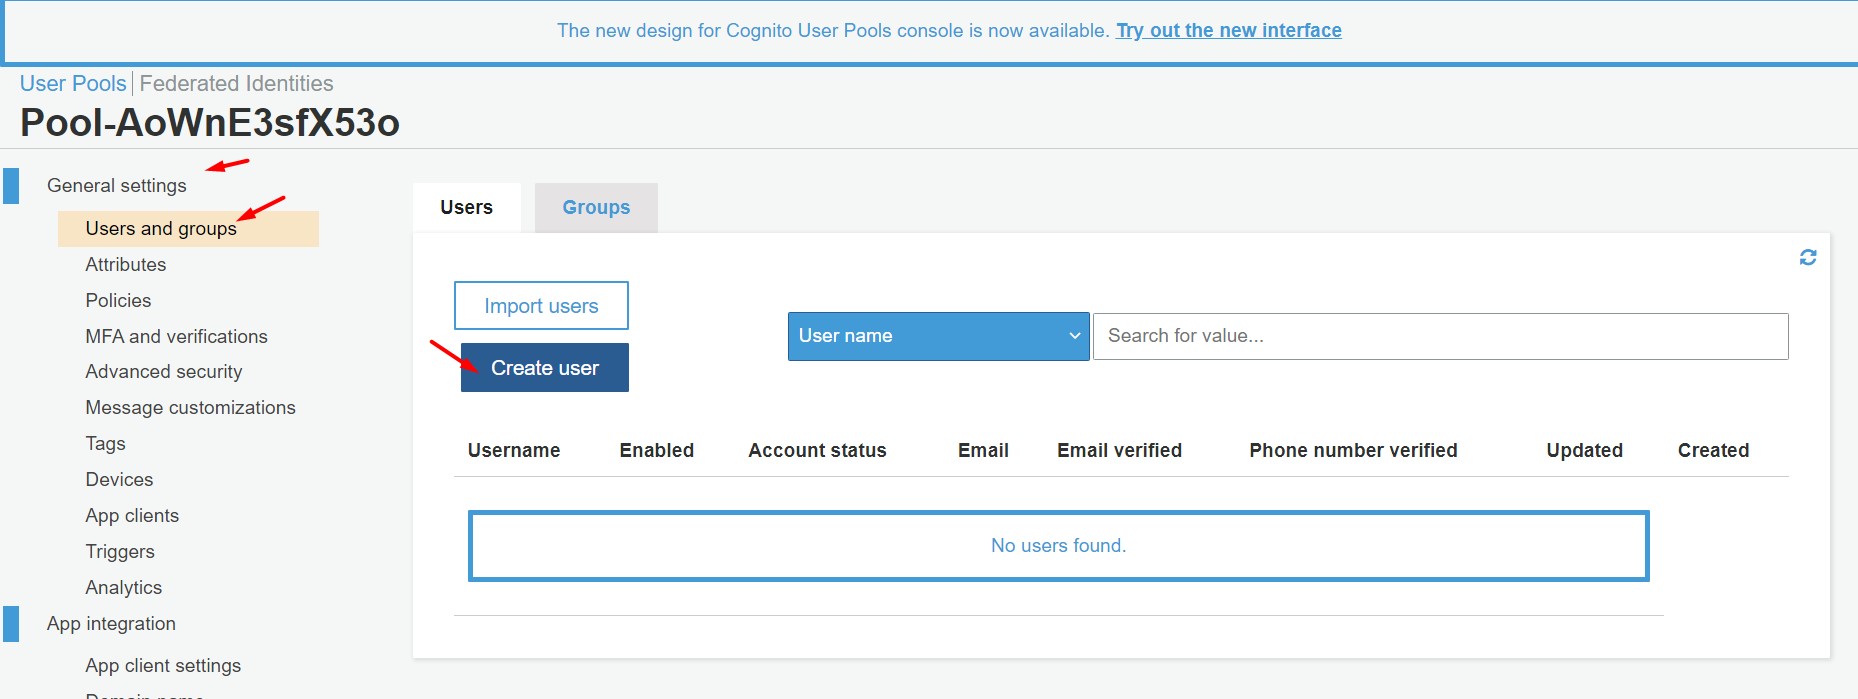 The new design for Cognito User Pools console is now available. Try out the new interface
User Pools Federated Identities
Pool-AoWnE3sfX53o
General settings
Users and groups
Attributes
Policies
MFA and verifications
Advanced security
Message customizations
Tags
Devices
App clients
Triggers
Analytics
App integration
App client settings
Users Groups
Import users
Create user
User name
Search for value...
Username Enabled Account status Email Email verified Phone number verified Updated Created
No users found.